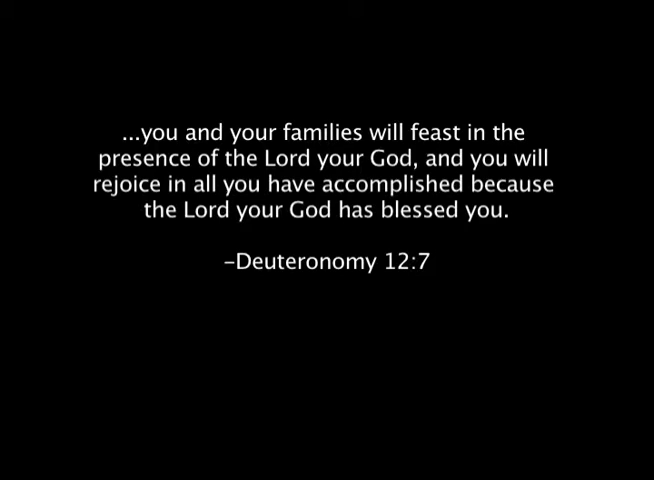 ...you and your families will feast in the
presence of the Lord your God, and you will
rejoice in all you have accomplished because
the Lord your God has blessed you.
–Deuteronomy 12:7